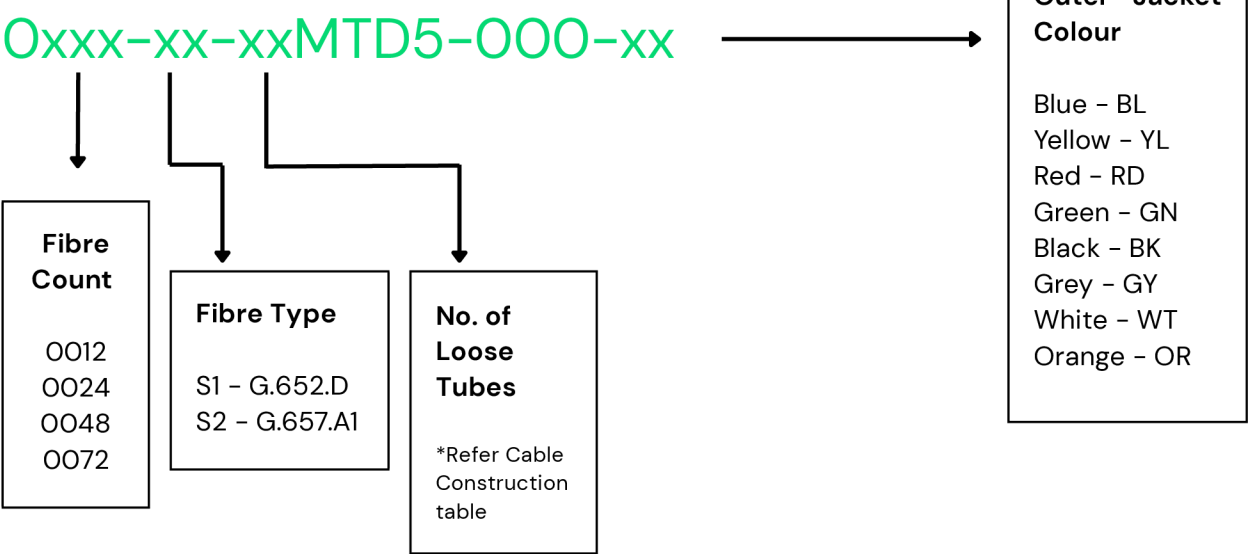 0xxx-xx-xxMTD5-000-xx
Outer Jacket
Colour
Blue - BL
Yellow - YL
Red - RD
Green - GN
Black - BK
Grey - GY
White - WT
Orange - OR
Fibre
Count
0012
0024
0048
0072
Fibre Type
S1 - G.652.D
S2 - G.657.A1
No. of
Loose
Tubes
*Refer Cable
Construction
table